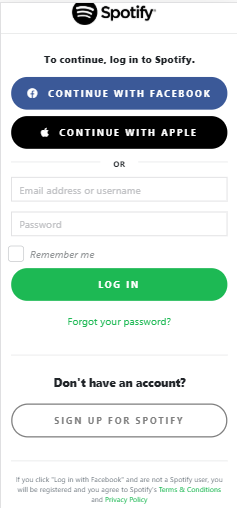 Spotify
To continue, log in to Spotify.
CONTINUE WITH FACEBOOK
CONTINUE WITH APPLE
OR
Email address or username
Password
Remember me
LOG IN
Forgot your password?
Don't have an account?
SIGN UP FOR SPOTIFY
If you click "Log in with Facebook" and are not a Spotify user, you
will be registered and you agree to Spotify's Terms & Conditions
and Privacy Policy